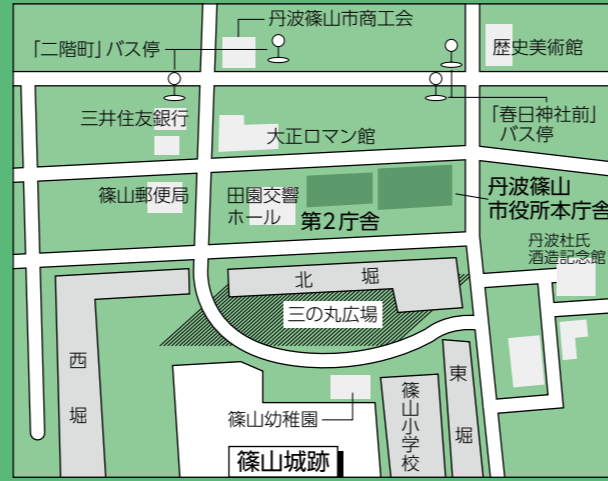 丹波篠山市商工会
「二階町」バス停
歴史美術館
三井住友銀行
大正ロマン館
「春日神社前」
バス停
篠山郵便局
田園交響
ホール
第2庁舎
丹波篠山
市役所本庁舎
丹波杜氏
酒造記念館
北堀
三の丸広場
西堀
篠山幼稚園
篠山小学校
東堀
篠山城跡